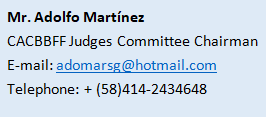 Mr. Adolfo Martínez
CACBBFF Judges Committee Chairman
E-mail: adomarsg@hotmail.com
Telephone: + (58)414-2434648